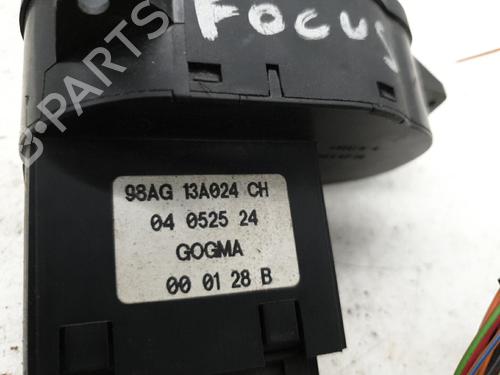 FOCUS
98AG 13A024 CH
04 0525 24
GOGMA
00 01 28 B
B-PARTS